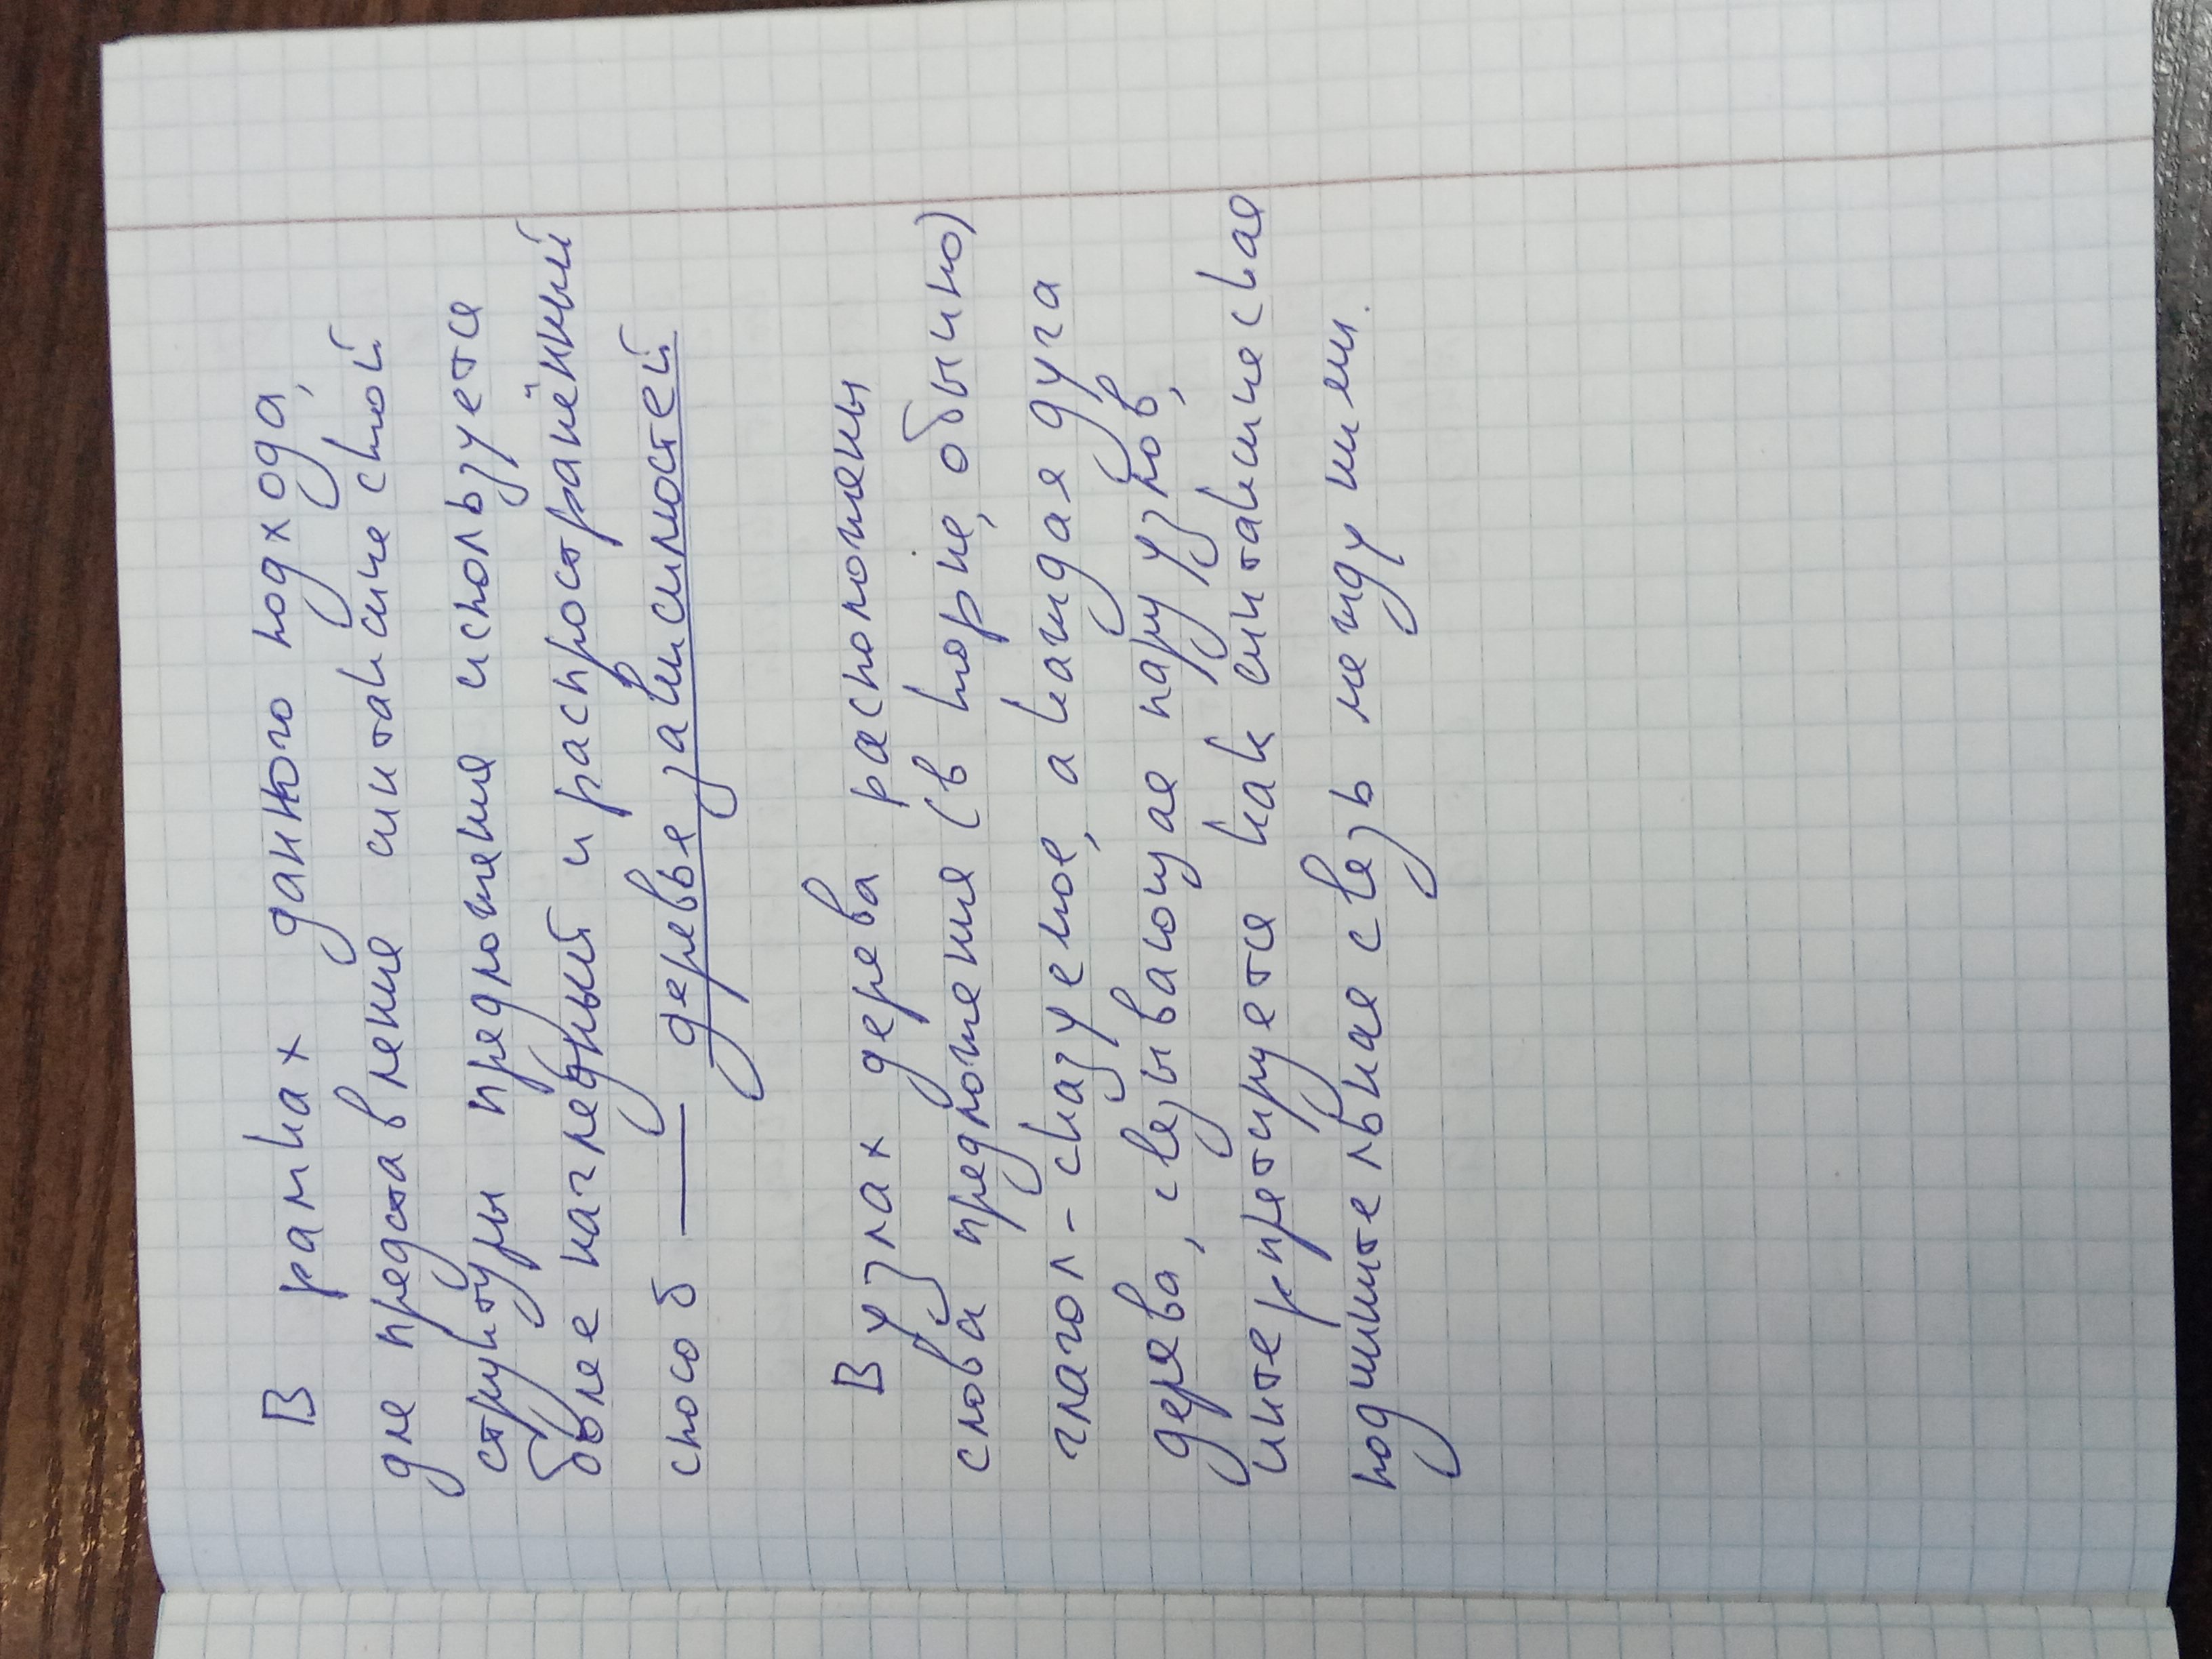 В рамках данного подхода,
для представления синтаксической
структуры предложения используется
более наглядный и распространённый
способ — деревья зависимостей
В узлах дерева расположены
слова предложения (в корне, обычно)
глагол-сказуемое, а каждая дуга
дерева, связывающая пару узлов,
интерпретируется как синтаксическая
подчинительная связь между ними.